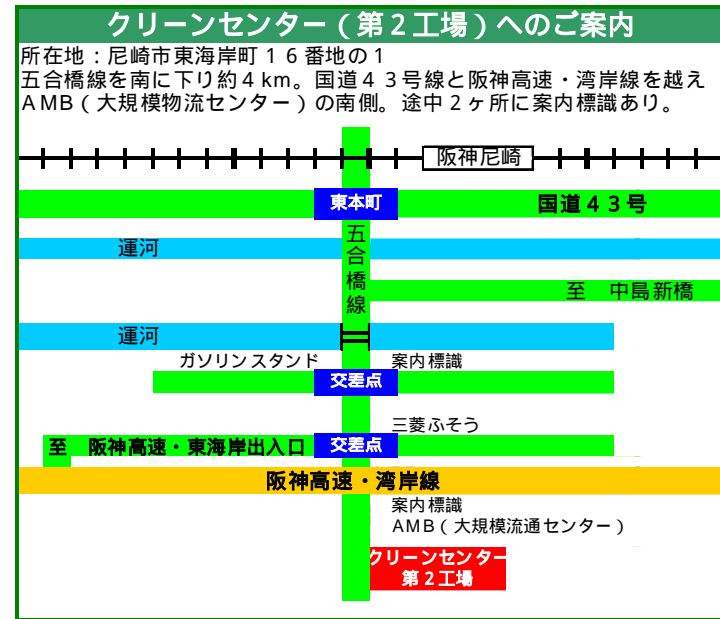 クリーンセンター(第2工場)へのご案内
所在地:尼崎市東海岸町16番地の1
五合橋線を南に下り約4km。国道43号線と阪神高速・湾岸線を越え
AMB(大規模物流センター)の南側。途中2ヶ所に案内標識あり。
阪神尼崎
東本町
国道43号
運河
五合橋線
至 中島新橋
運河
ガソリンスタンド
案内標識
交差点
三菱ふそう
至 阪神高速・東海岸出入口
交差点
阪神高速・湾岸線
案内標識
AMB(大規模流通センター)
クリーンセンター
第2工場